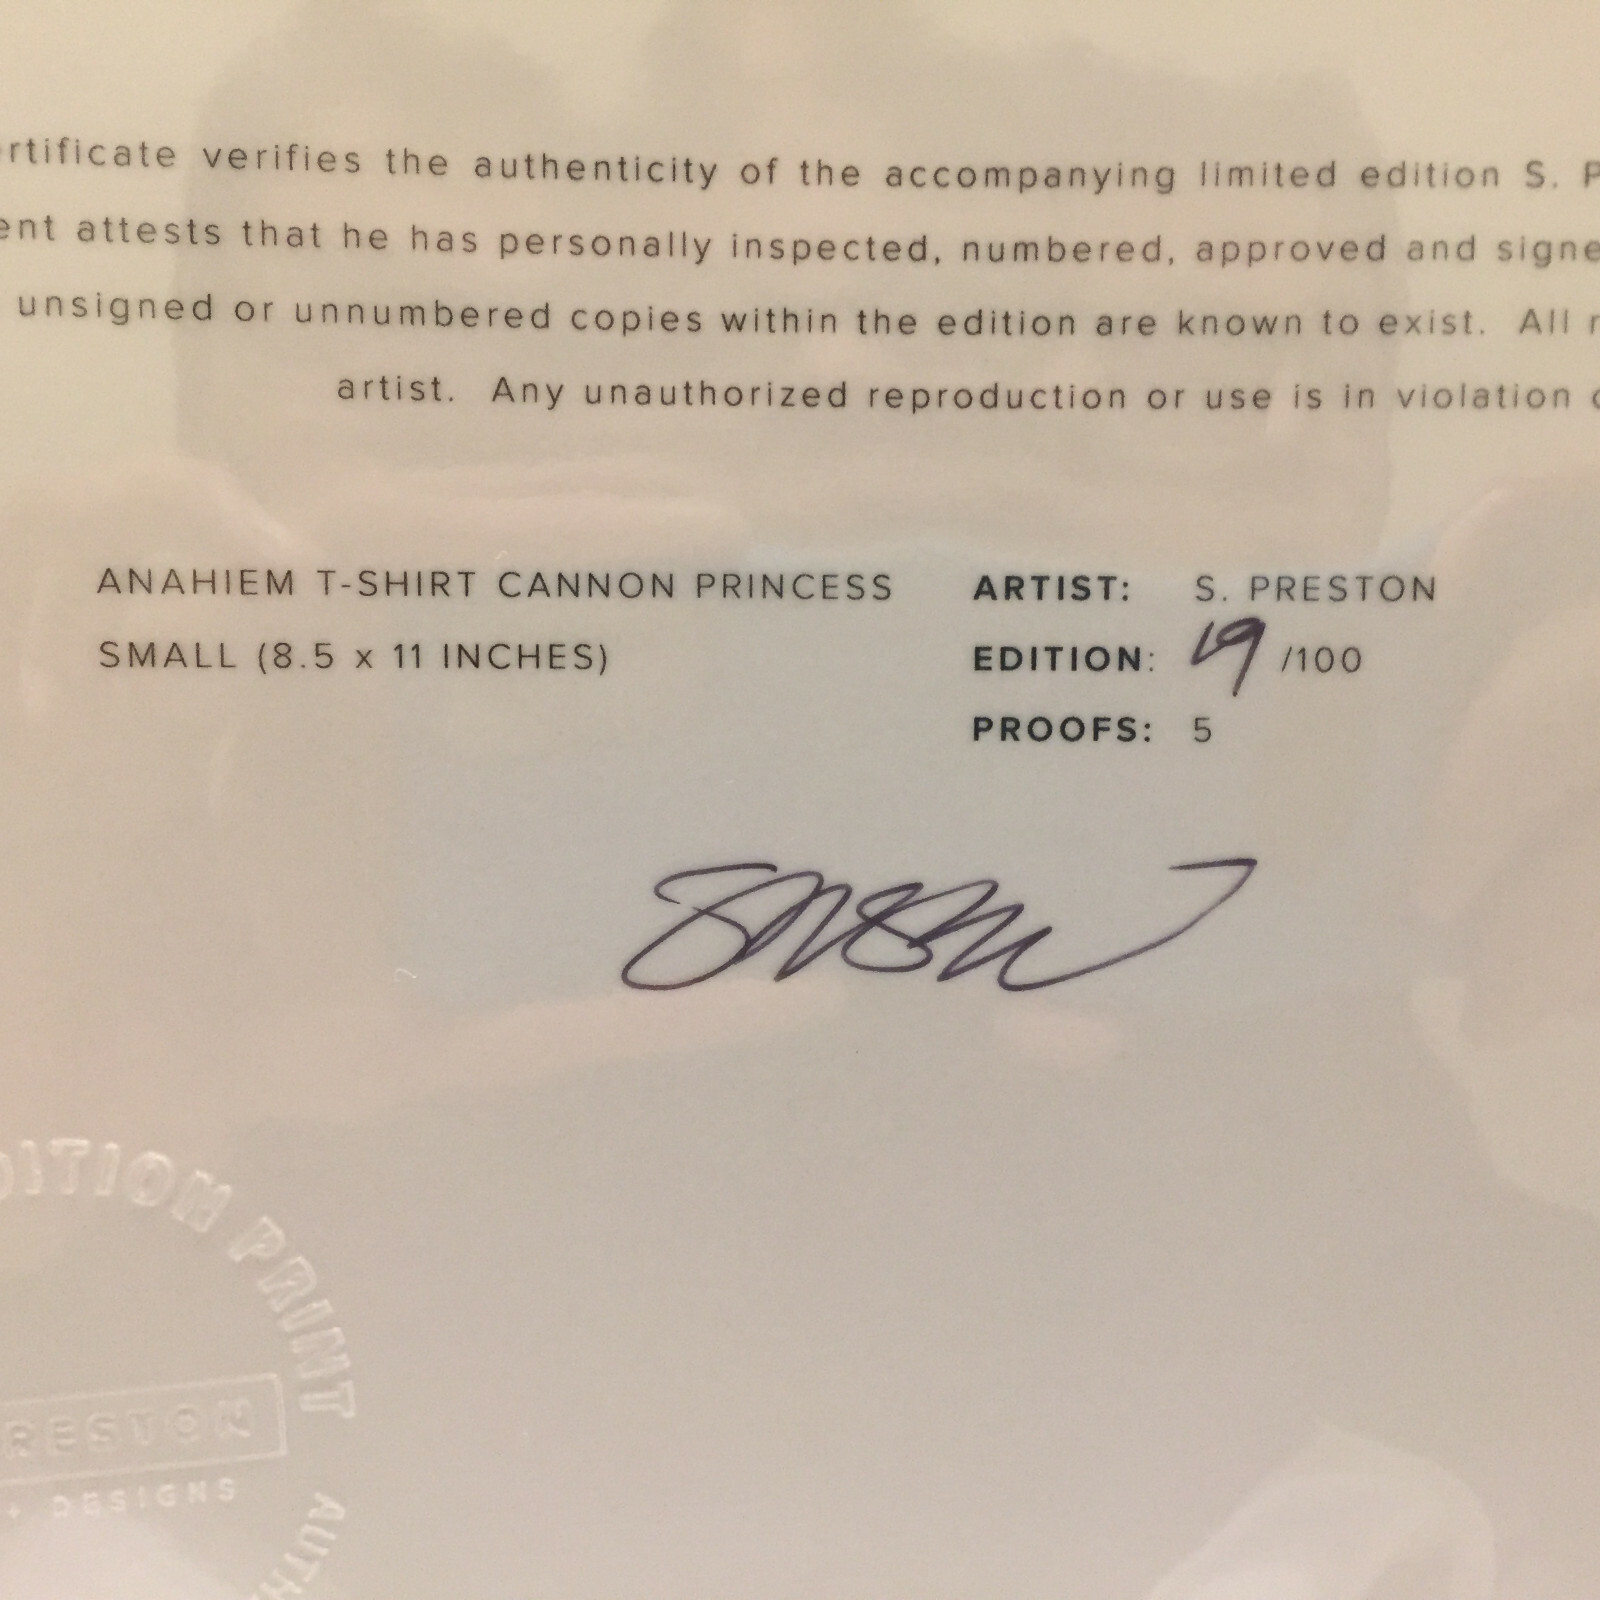 rtificate verifies the authenticity of the accompanying limited edition S. P
ent attests that he has personally inspected, numbered, approved and signe
unsigned or unnumbered copies within the edition are known to exist. All r
artist. Any unauthorized reproduction or use is in violation
ANAHIEM T-SHIRT CANNON PRINCESS
SMALL (8.5 x 11 INCHES)
ARTIST: S. PRESTON
EDITION: 19 /100
PROOFS: 5
DITION PRINT
RESTON
+ DESIGNS
AUTH